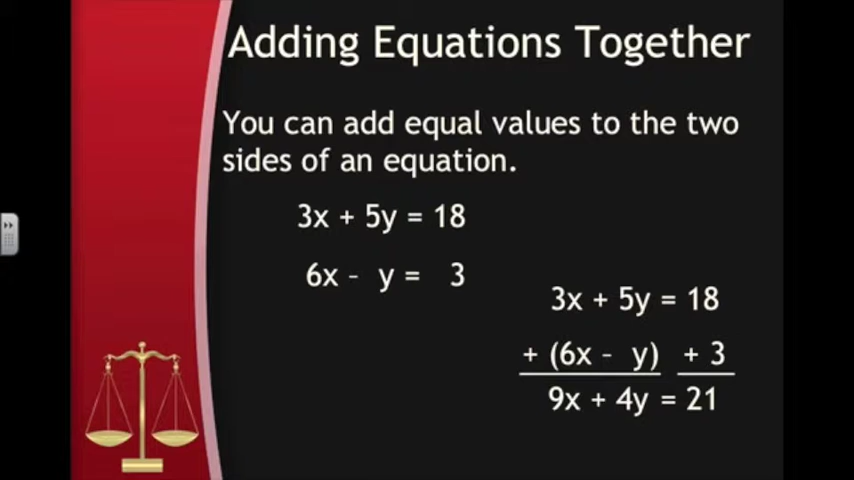 Adding Equations Together
You can add equal values to the two
sides of an equation.
3x + 5y = 18
6x - y = 3
3x + 5y = 18
+ (6x - y) + 3
9x + 4y = 21